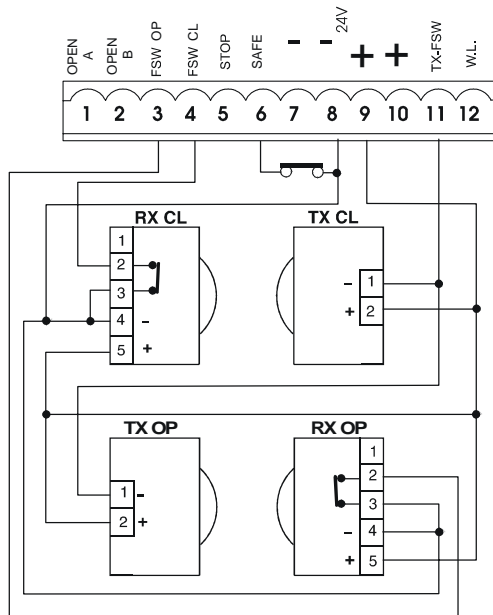 OPEN A
OPEN B
FSW OP
FSW CL
STOP
SAFE
-
- 24V
+
+
TX-FSW
W.L.
1 2 3 4 5 6 7 8 9 10 11 12
RX CL
1
2
3
4 -
5 +
TX CL
- 1
+ 2
TX OP
1 -
2 +
RX OP
1
2
3
- 4
+ 5